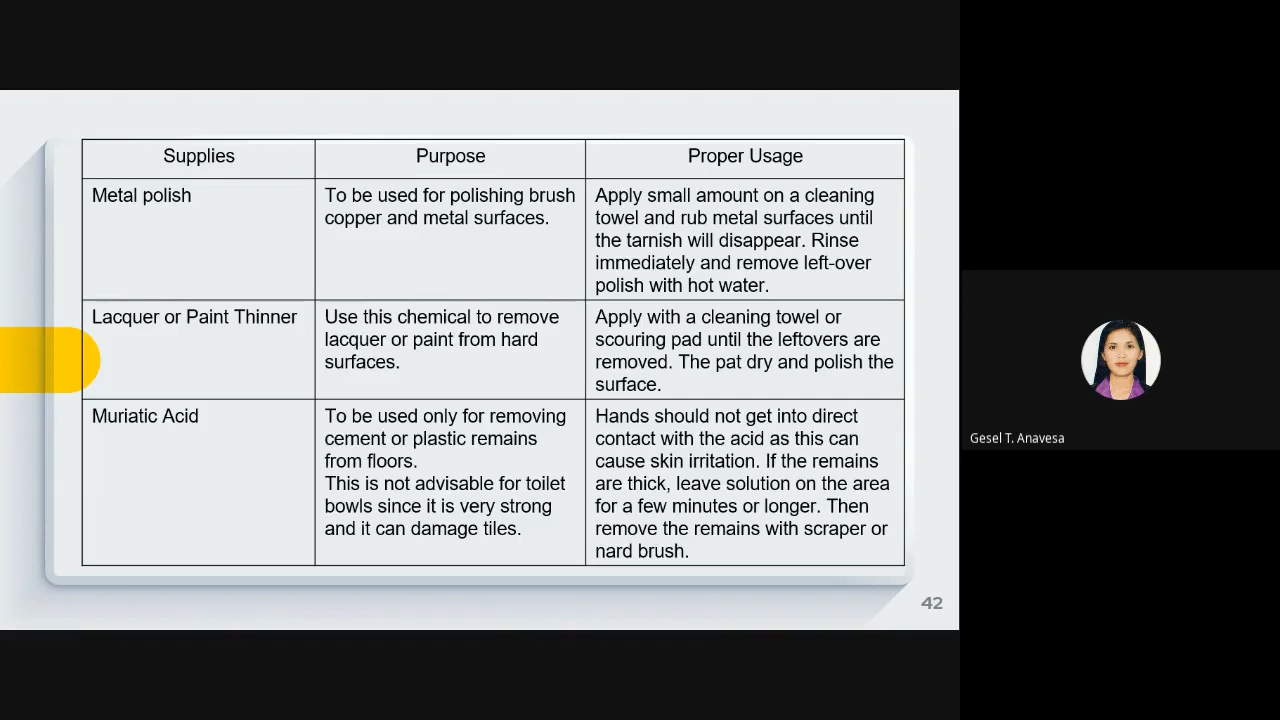 Supplies
Purpose
Proper Usage
Metal polish
To be used for polishing brush
copper and metal surfaces.
Apply small amount on a cleaning
towel and rub metal surfaces until
the tarnish will disappear. Rinse
immediately and remove left-over
polish with hot water.
Lacquer or Paint Thinner
Use this chemical to remove
lacquer or paint from hard
surfaces.
Apply with a cleaning towel or
scouring pad until the leftovers are
removed. The pat dry and polish the
surface.
Muriatic Acid
To be used only for removing
cement or plastic remains
from floors.
This is not advisable for toilet
bowls since it is very strong
and it can damage tiles.
Hands should not get into direct
contact with the acid as this can
cause skin irritation. If the remains
are thick, leave solution on the area
for a few minutes or longer. Then
remove the remains with scraper or
nard brush.
42
Gesel T. Anavesa